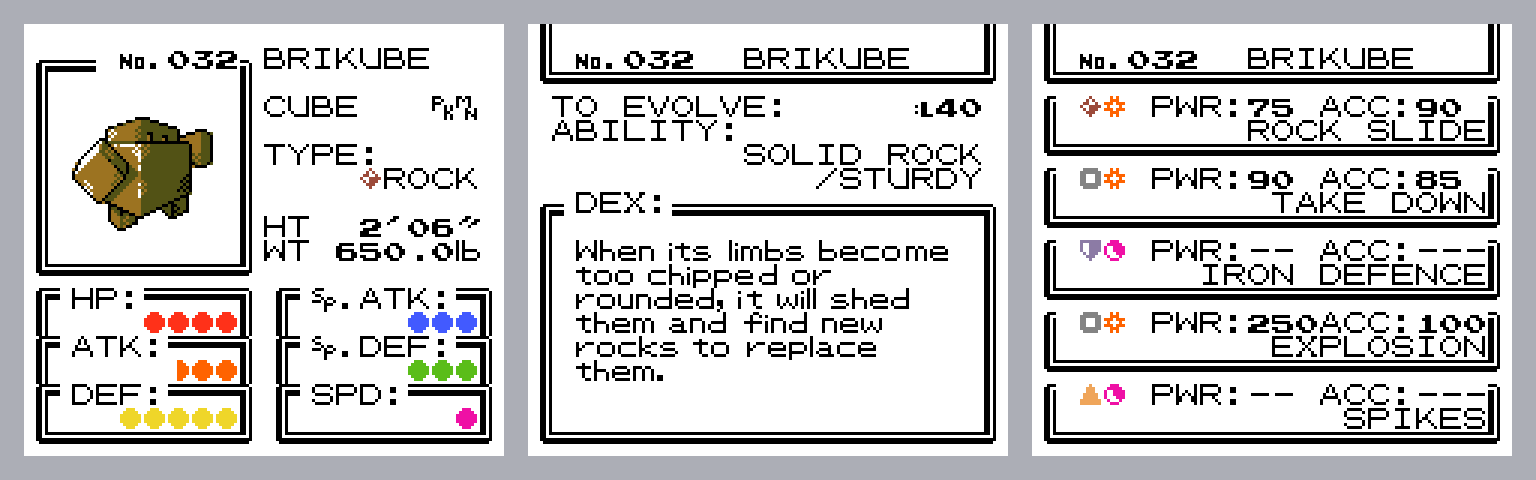 No. 032 BRIKUBE
CUBE PKMN
TYPE:
ROCK
HT 2'06"
WT 650.0lb
HP:
ATK:
DEF:
Sp. ATK:
Sp. DEF:
SPD:
No. 032 BRIKUBE
TO EVOLVE: :L40
ABILITY:
SOLID ROCK
/STURDY
DEX:
When its limbs become
too chipped or
rounded, it will shed
them and find new
rocks to replace
them.
No. 032 BRIKUBE
PWR:75 ACC:90
ROCK SLIDE
PWR:90 ACC:85
TAKE DOWN
PWR:-- ACC:---
IRON DEFENCE
PWR:250ACC:100
EXPLOSION
PWR:-- ACC:---
SPIKES